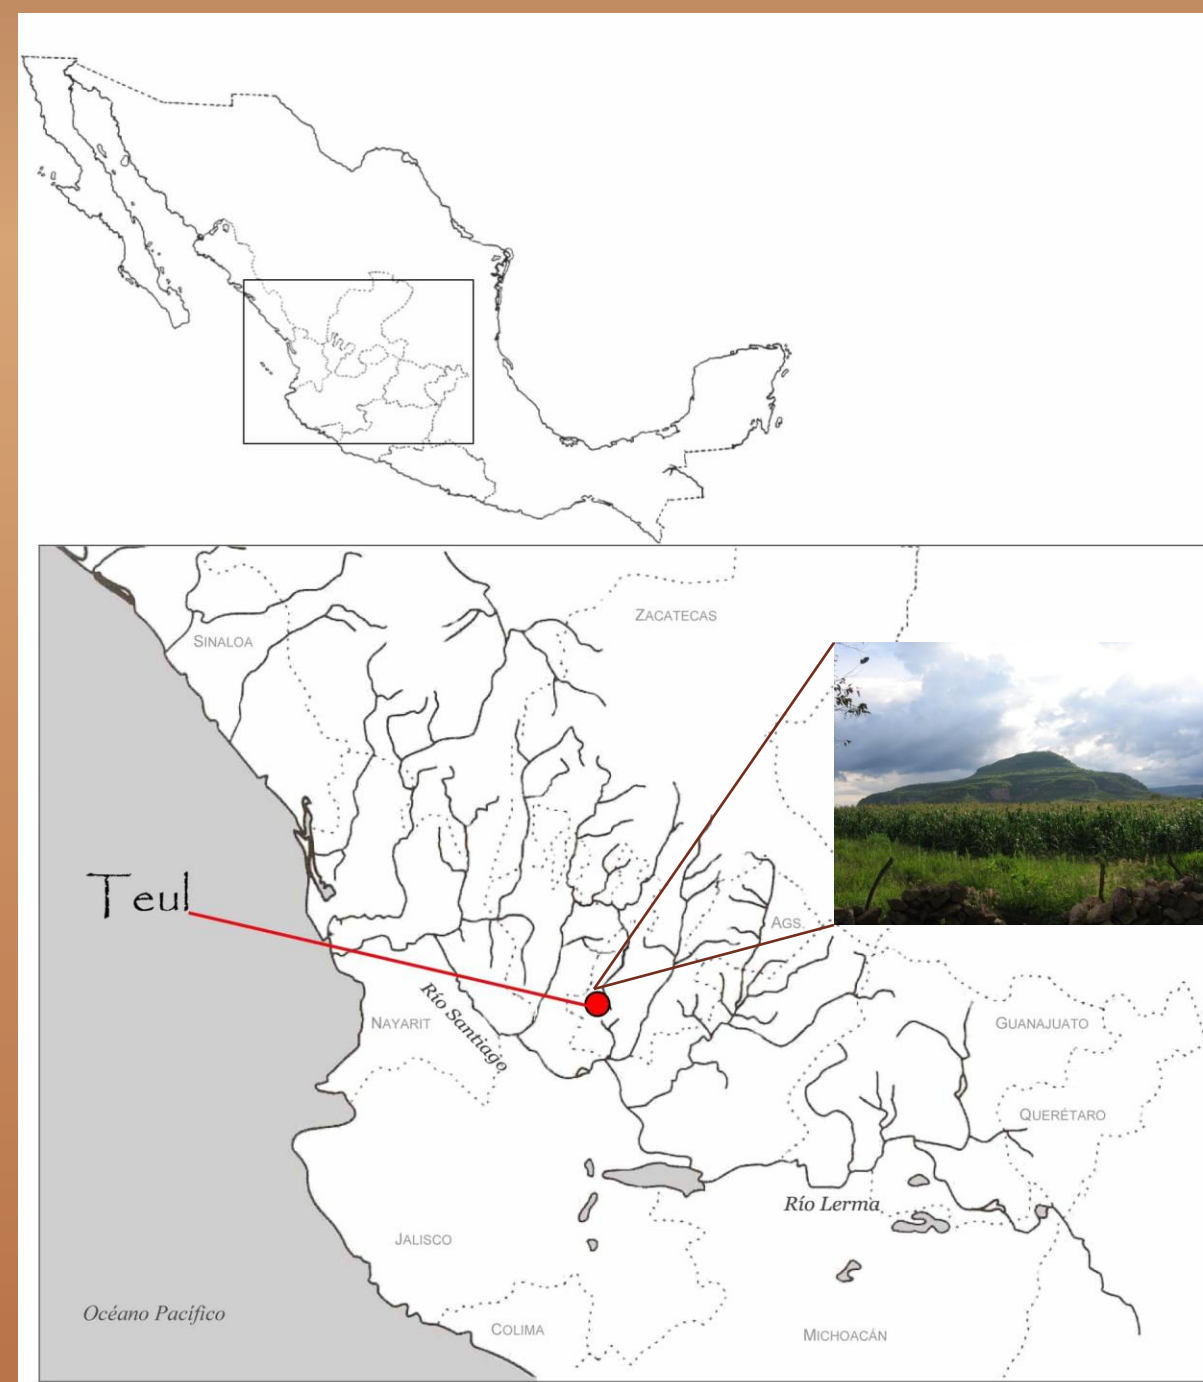 ZACATECAS
SINALOA
Teul
AGS.
Río Santiago
NAYARIT
GUANAJUATO
QUERÉTARO
Río Lerma
JALISCO
Océano Pacífico
COLIMA
MICHOACÁN